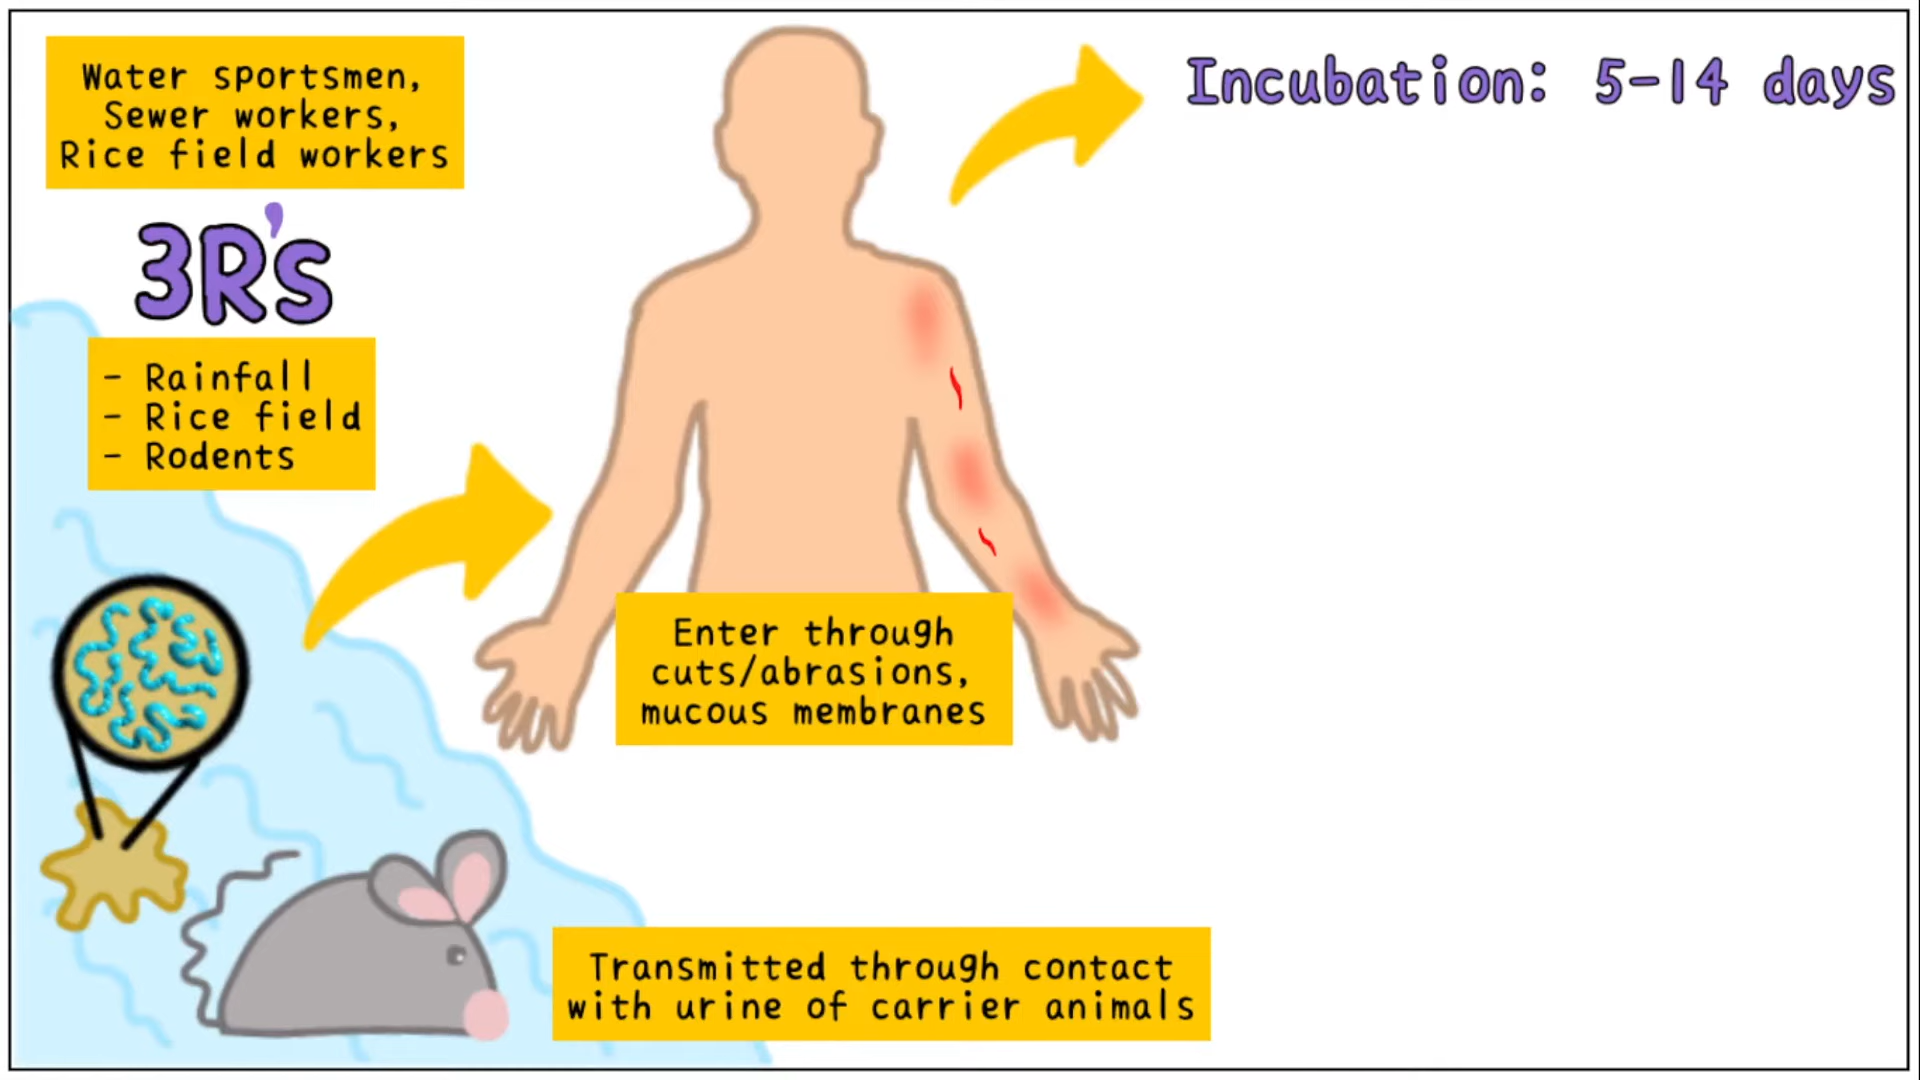 Water sportsmen,
Sewer workers,
Rice field workers
3R's
- Rainfall
- Rice field
- Rodents
Incubation: 5-14 days
Enter through
cuts/abrasions,
mucous membranes
Transmitted through contact
with urine of carrier animals